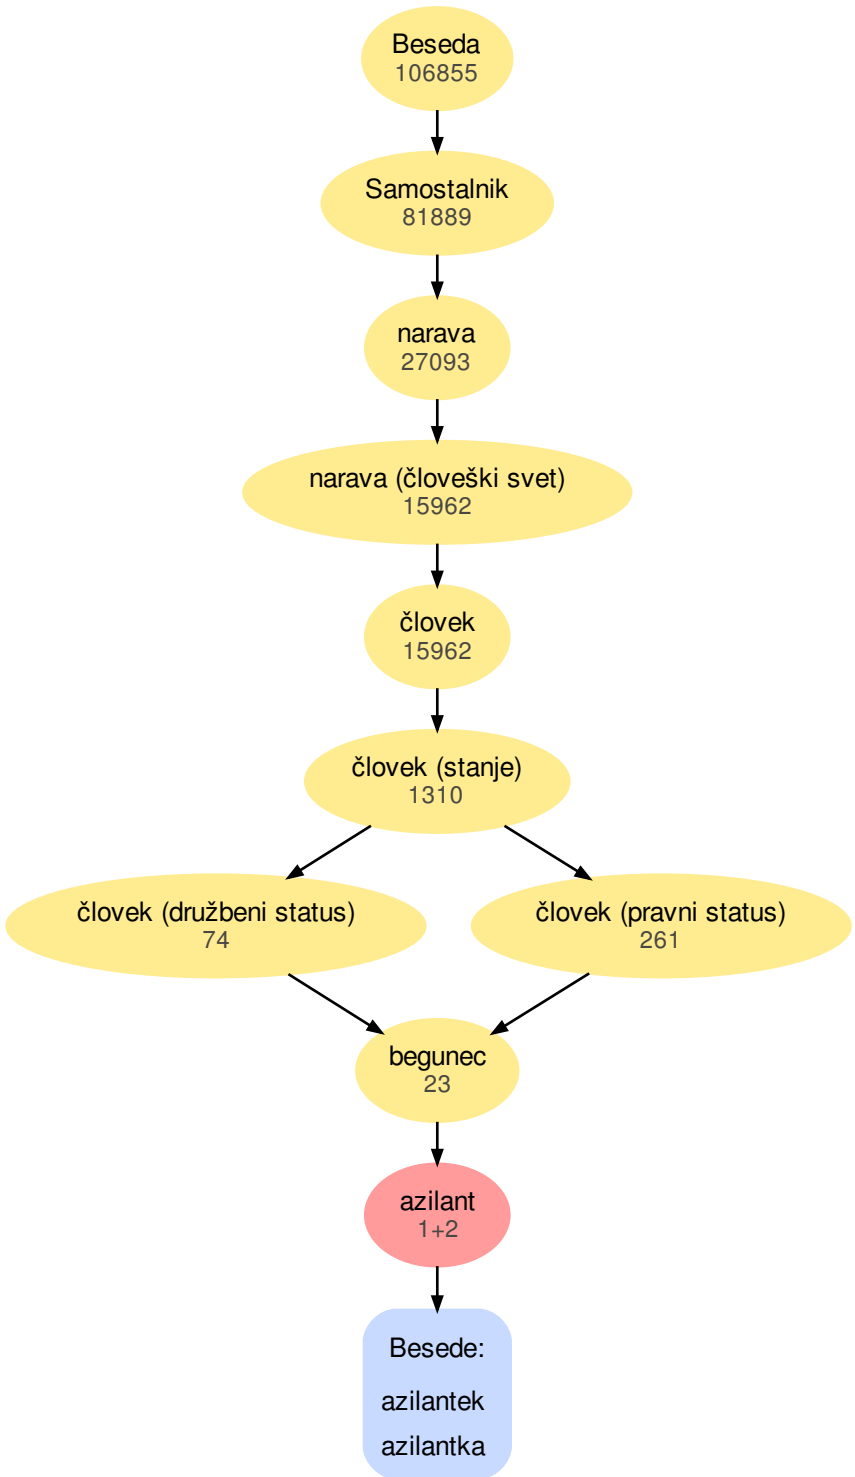 Beseda
106855
Samostalnik
81889
narava
27093
narava (človeški svet)
15962
človek
15962
človek (stanje)
1310
človek (družbeni status)
74
človek (pravni status)
261
begunec
23
azilant
1+2
Besede:
azilantek
azilantka